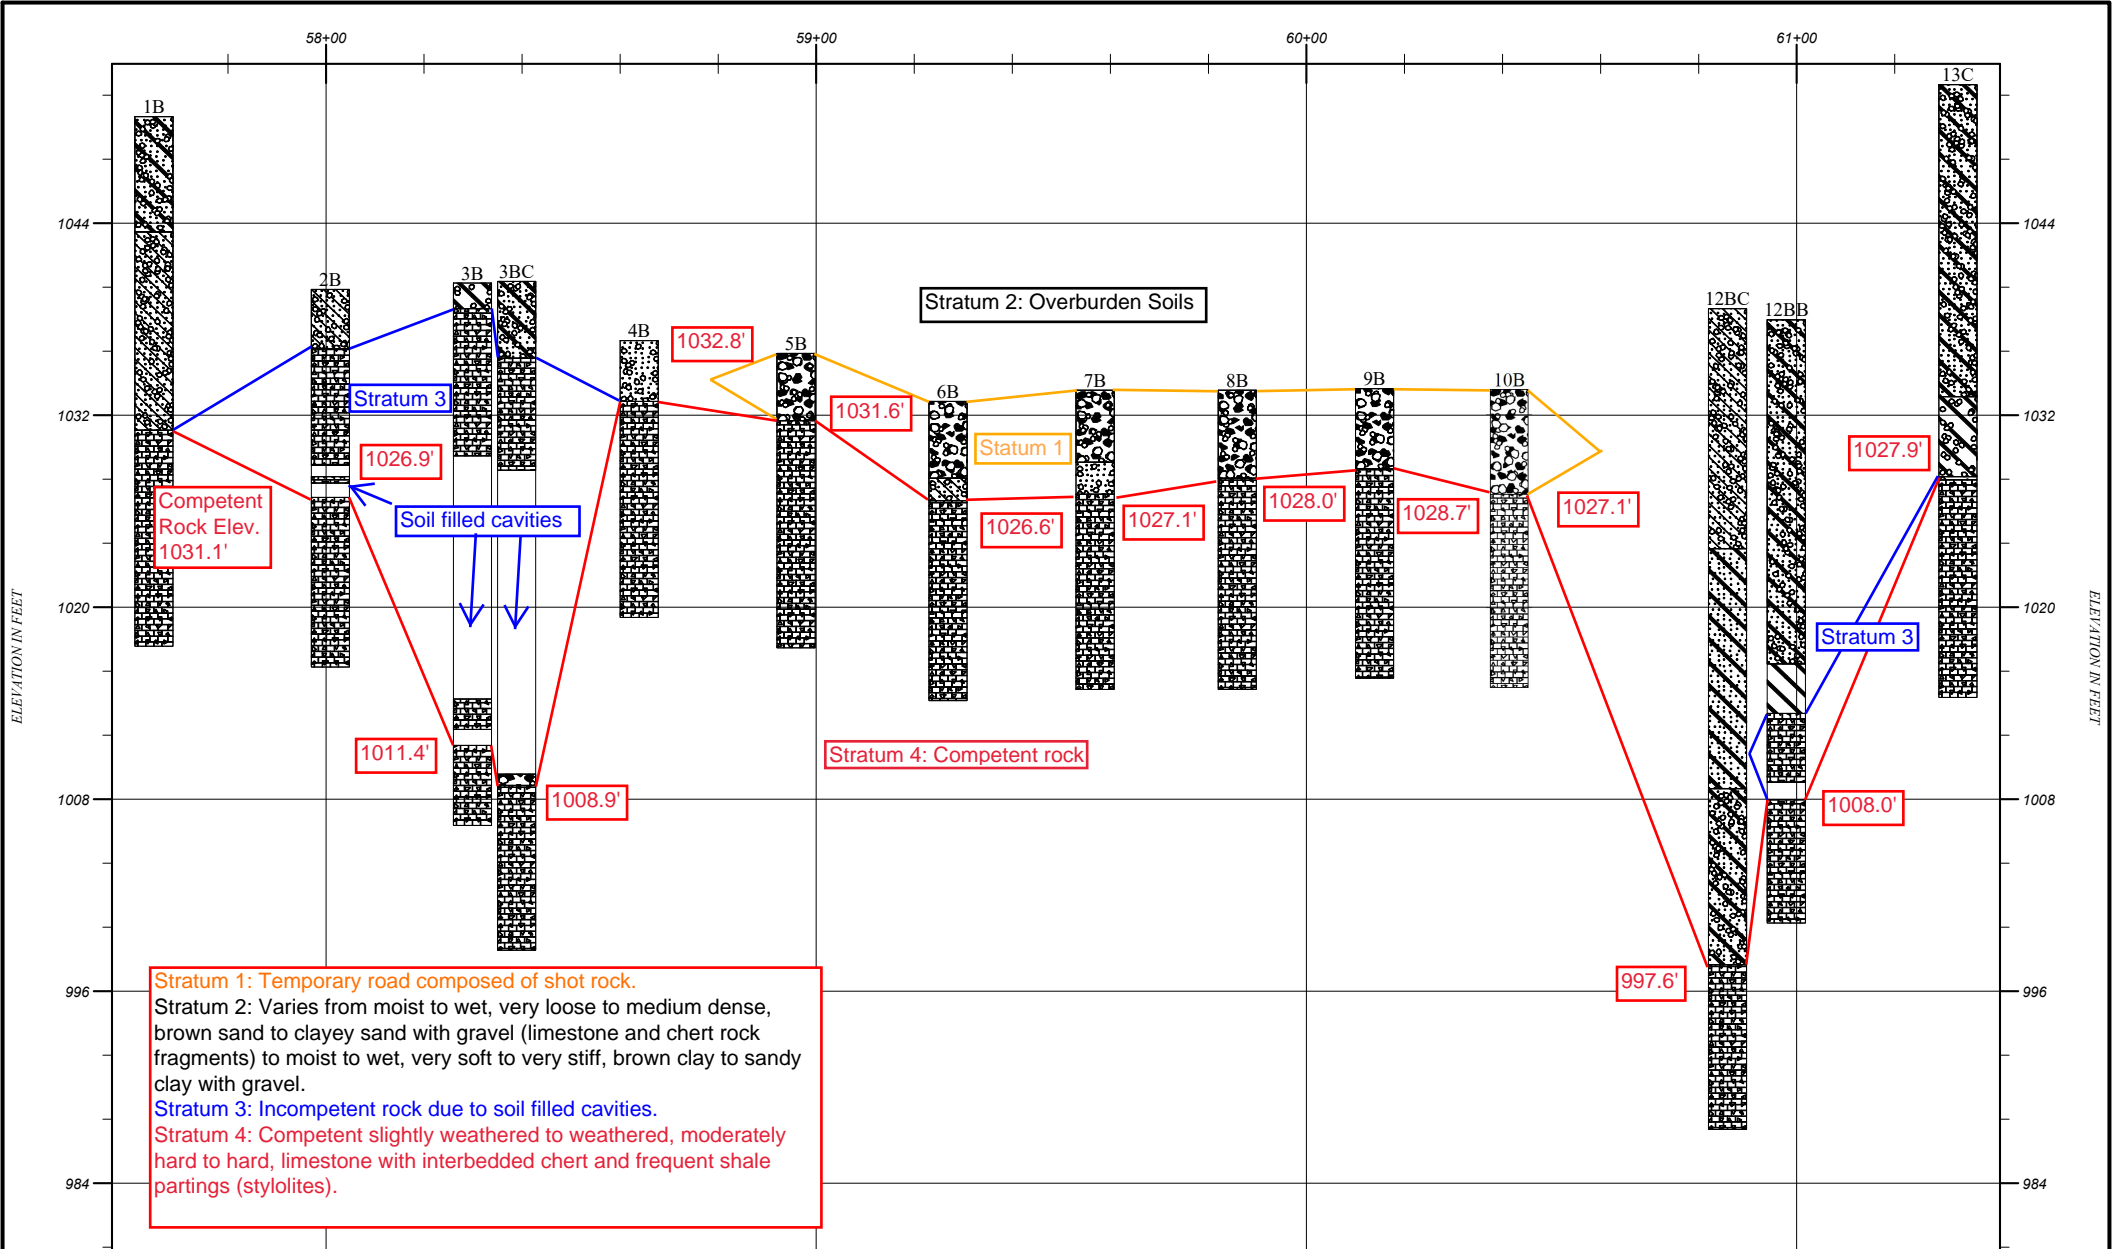 58+00
59+00
60+00
61+00
13C
1B
1044
1044
2B
3B
3BC
Stratum 2: Overburden Soils
12BC
12BB
4B
1032.8'
5B
6B
7B
8B
9B
10B
Stratum 3
1032
1031.6'
1032
Statum 1
1027.9'
1026.9'
Competent
Rock Elev.
1031.1'
Soil filled cavities
1026.6'
1027.1'
1028.0'
1028.7'
1027.1'
1020
1020
Stratum 3
ELEVATION IN FEET
ELEVATION IN FEET
1011.4'
Stratum 4: Competent rock
1008
1008.9'
1008.0'
1008
997.6'
996
996
Stratum 1: Temporary road composed of shot rock.
Stratum 2: Varies from moist to wet, very loose to medium dense,
brown sand to clayey sand with gravel (limestone and chert rock
fragments) to moist to wet, very soft to very stiff, brown clay to sandy
clay with gravel.
Stratum 3: Incompetent rock due to soil filled cavities.
Stratum 4: Competent slightly weathered to weathered, moderately
hard to hard, limestone with interbedded chert and frequent shale
partings (stylolites).
984
984